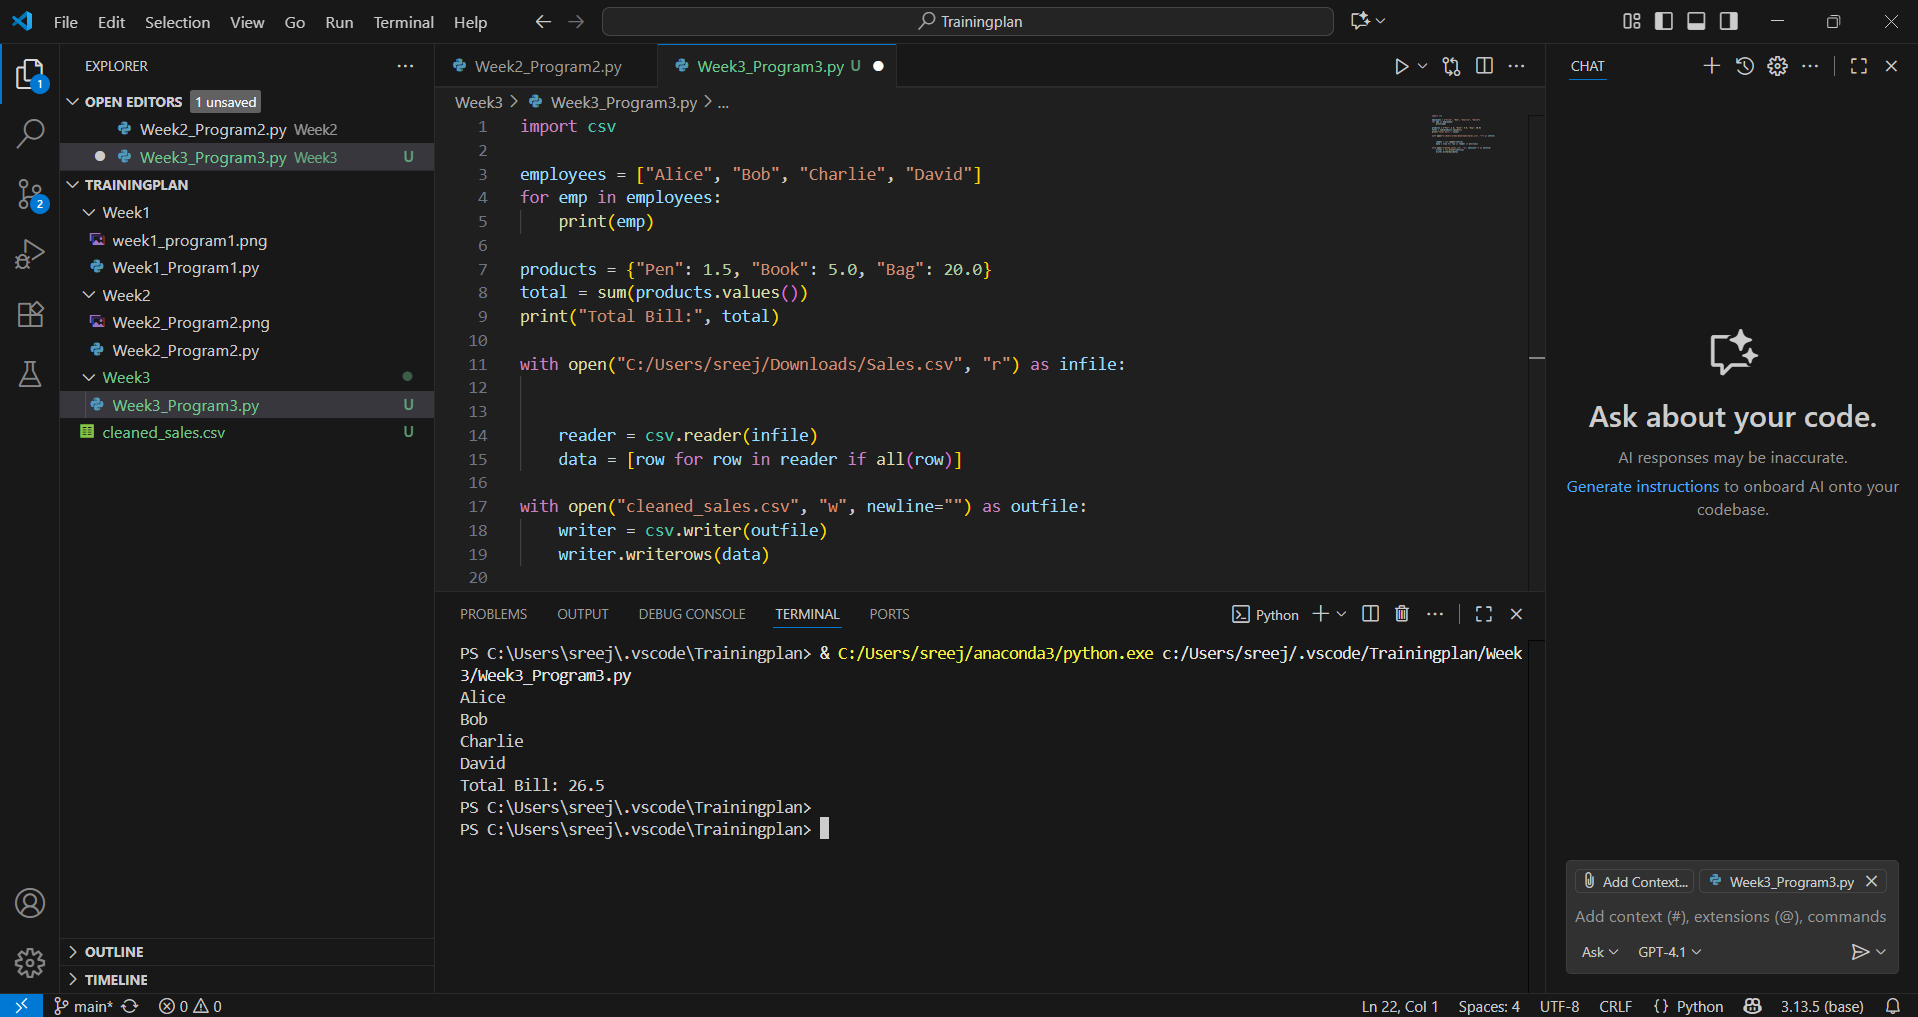 File Edit Selection View Go Run Terminal Help Trainingplan
EXPLORER
OPEN EDITORS 1 unsaved
Week2_Program2.py Week2
Week3_Program3.py Week3 U
TRAININGPLAN
Week1
week1_program1.png
Week1_Program1.py
Week2
Week2_Program2.png
Week2_Program2.py
Week3
Week3_Program3.py U
cleaned_sales.csv U
OUTLINE
TIMELINE
1
2
Week2_Program2.py Week3_Program3.py U
Week3 > Week3_Program3.py > ...
1 import csv
2
3 employees = ["Alice", "Bob", "Charlie", "David"]
4 for emp in employees:
5     print(emp)
6
7 products = {"Pen": 1.5, "Book": 5.0, "Bag": 20.0}
8 total = sum(products.values())
9 print("Total Bill:", total)
10
11 with open("C:/Users/sreej/Downloads/Sales.csv", "r") as infile:
12
13
14     reader = csv.reader(infile)
15     data = [row for row in reader if all(row)]
16
17 with open("cleaned_sales.csv", "w", newline="") as outfile:
18     writer = csv.writer(outfile)
19     writer.writerows(data)
20
PROBLEMS OUTPUT DEBUG CONSOLE TERMINAL PORTS Python
PS C:\Users\sreej\.vscode\Trainingplan> & C:/Users/sreej/anaconda3/python.exe c:/Users/sreej/.vscode/Trainingplan/Week
3/Week3_Program3.py
Alice
Bob
Charlie
David
Total Bill: 26.5
PS C:\Users\sreej\.vscode\Trainingplan>
PS C:\Users\sreej\.vscode\Trainingplan>
CHAT
Ask about your code.
AI responses may be inaccurate.
Generate instructions to onboard AI onto your
codebase.
Add Context... Week3_Program3.py
Add context (#), extensions (@), commands
Ask GPT-4.1
main* 0 0 Ln 22, Col 1 Spaces: 4 UTF-8 CRLF {} Python 3.13.5 (base)